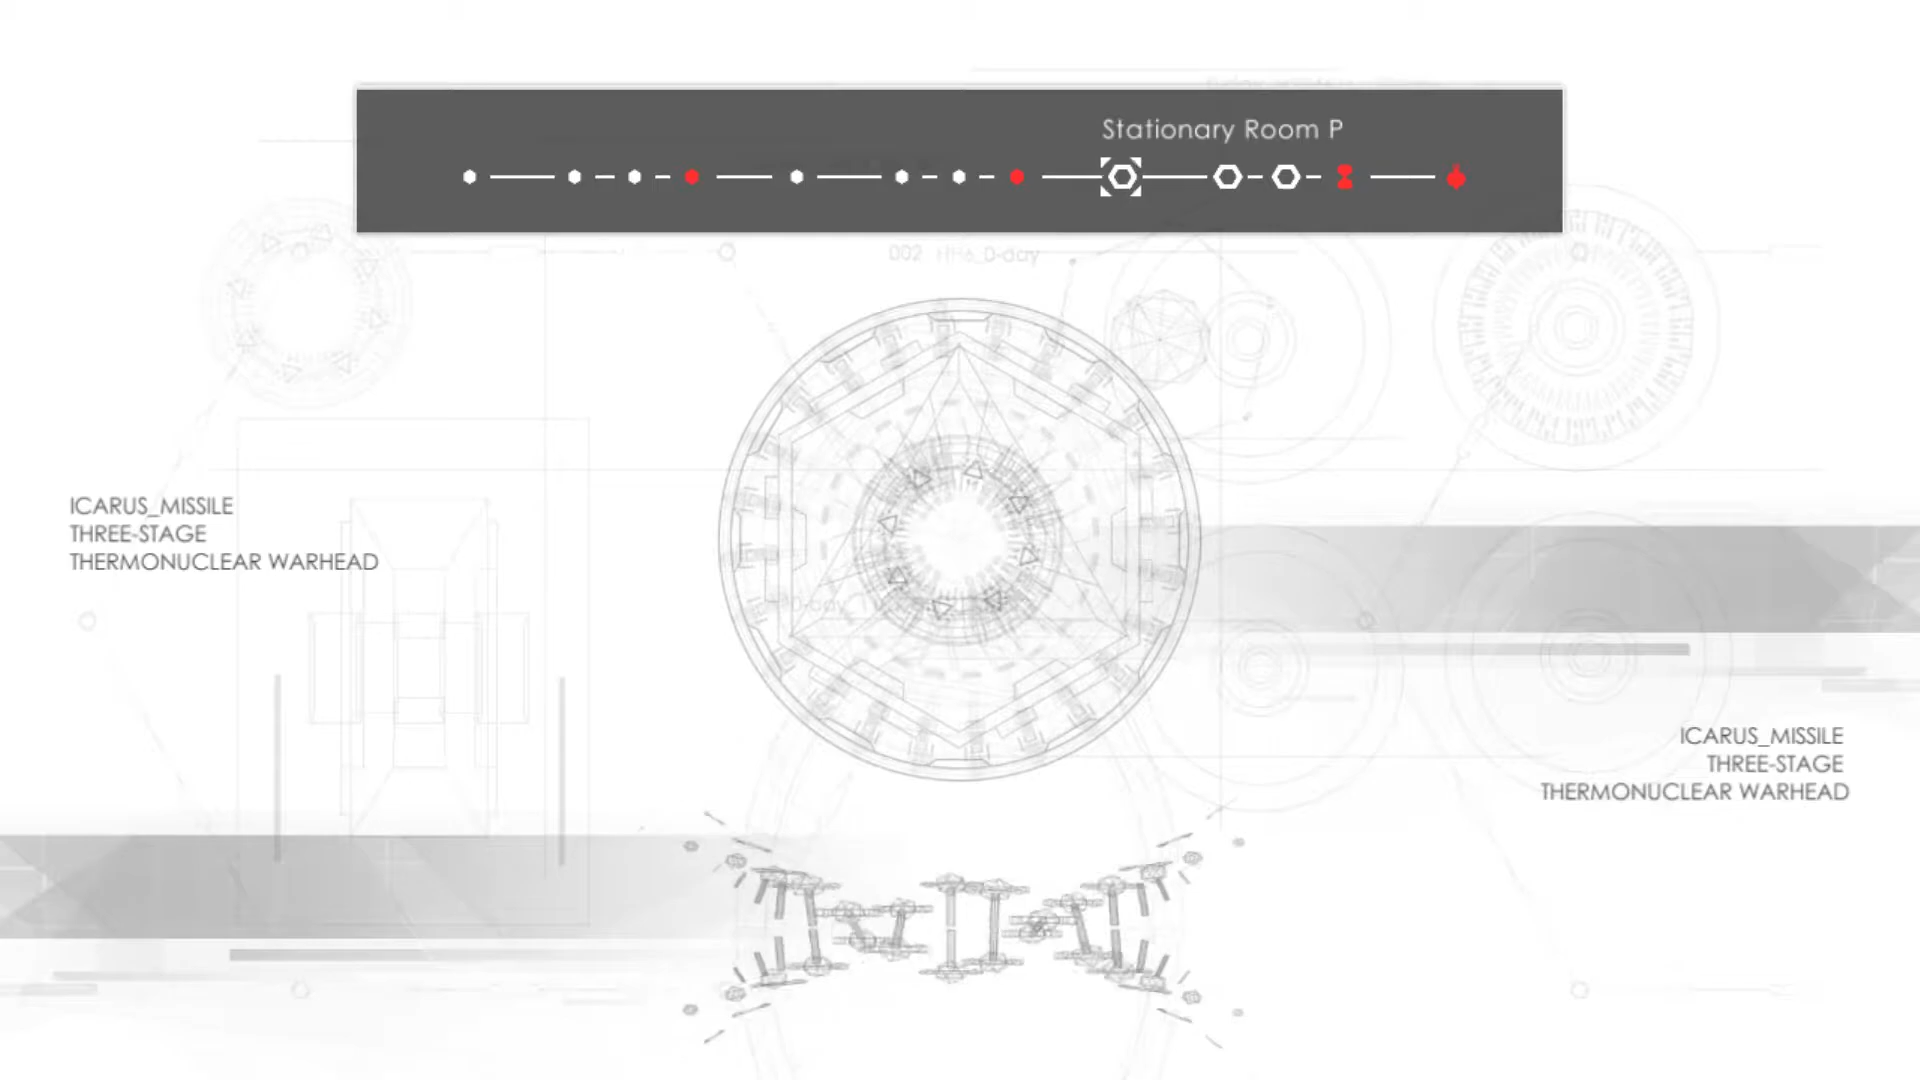 Stationary Room P
ICARUS_MISSILE
THREE-STAGE
THERMONUCLEAR WARHEAD
ICARUS_MISSILE
THREE-STAGE
THERMONUCLEAR WARHEAD